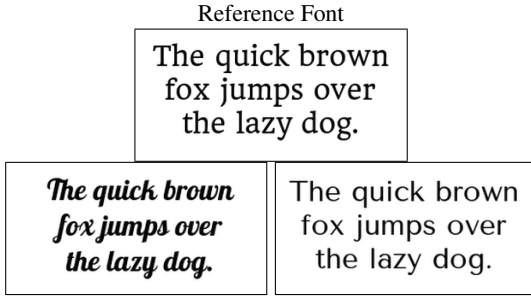 Reference Font
The quick brown
fox jumps over
the lazy dog.
The quick brown
fox jumps over
the lazy dog.
The quick brown
fox jumps over
the lazy dog.